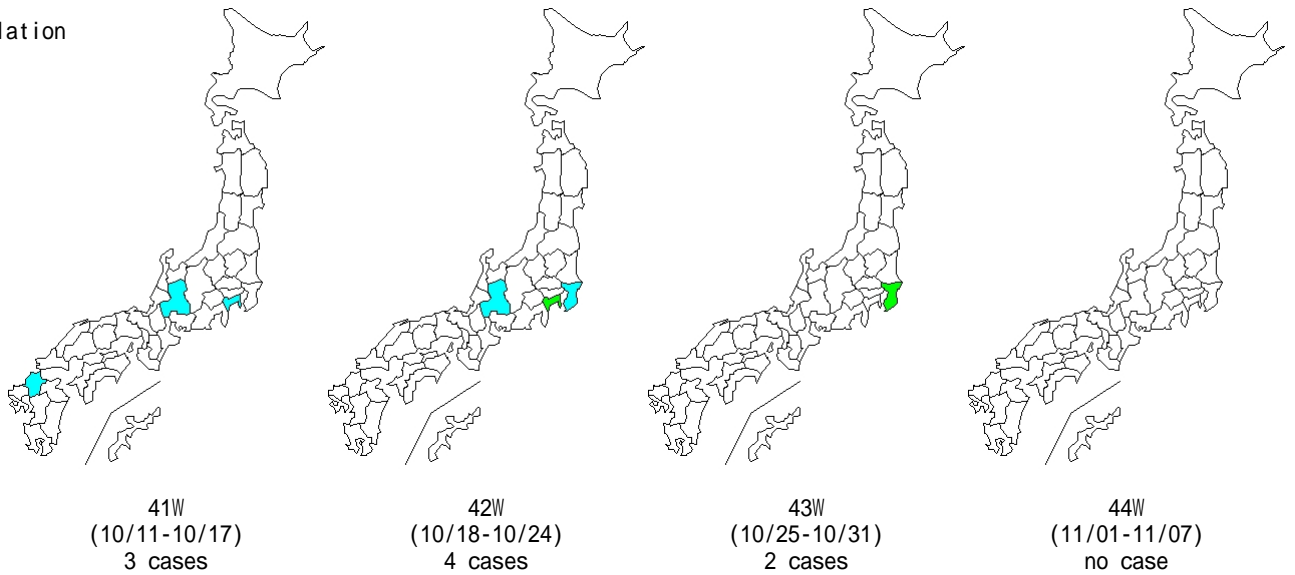 lation
41W
(10/11-10/17)
3 cases
42W
(10/18-10/24)
4 cases
43W
(10/25-10/31)
2 cases
44W
(11/01-11/07)
no case